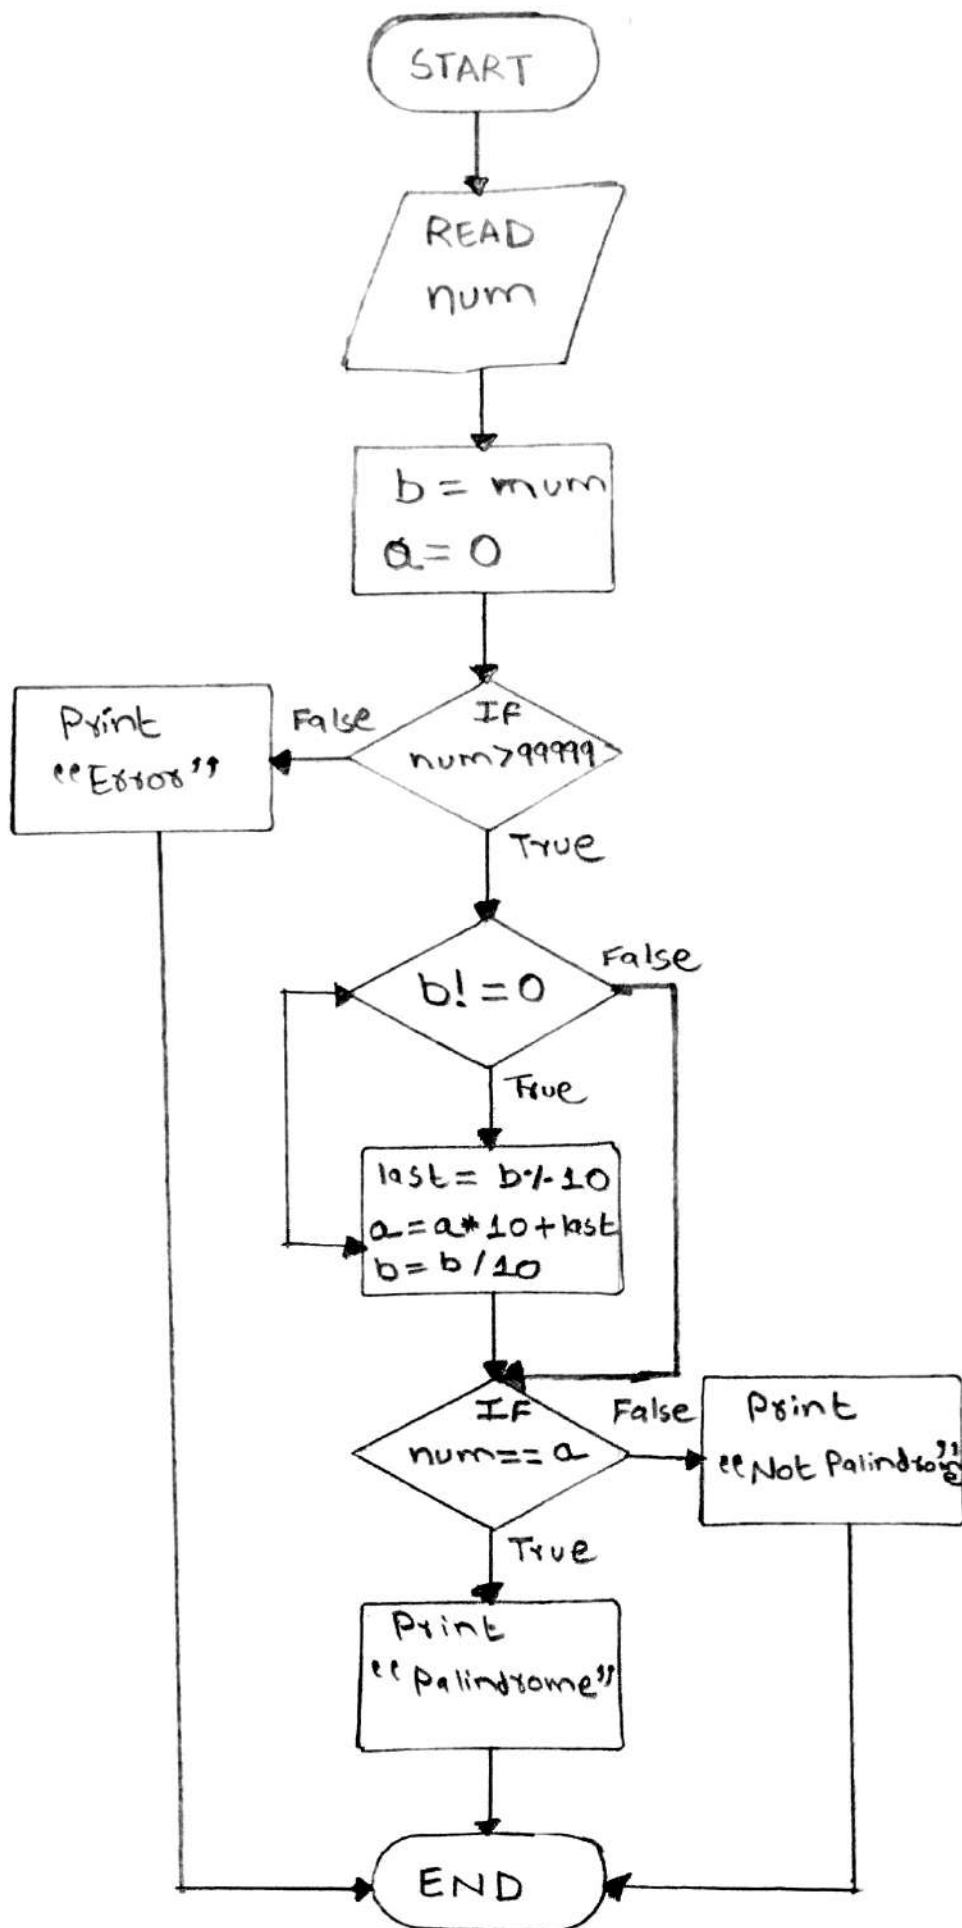 START
READ
num
b = mum
a = 0
If
num>99999
False
Print
"Error"
True
b! = 0
False
True
last = b%10
a = a*10+last
b = b/10
If
num== a
False
Print
"Not Palindrome"
True
Print
"Palindrome"
END